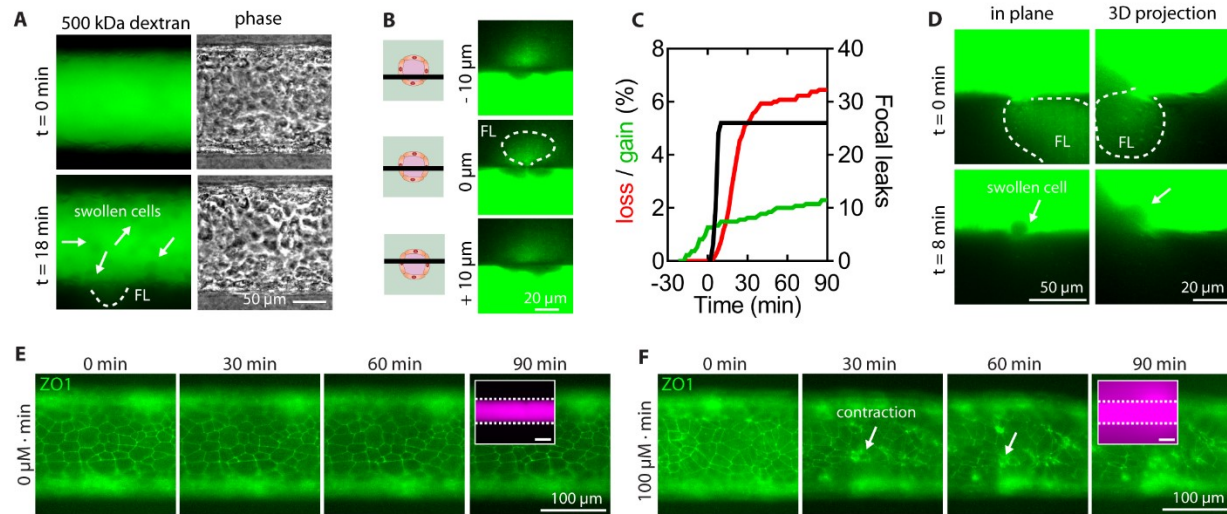 A
500 kDa dextran
phase
t = 0 min
t = 18 min
swollen cells
FL
50 µm
B
- 10 µm
FL
0 µm
+ 10 µm
20 µm
C
loss / gain (%)
8
6
4
2
0
40
30
20
10
0
Focal leaks
-30
0
30
60
90
Time (min)
D
in plane
3D projection
t = 0 min
FL
FL
t = 8 min
swollen cell
50 µm
20 µm
E
0 min
30 min
60 min
90 min
0 µM · min
ZO1
100 µm
F
0 min
30 min
60 min
90 min
100 µM · min
contraction
100 µm